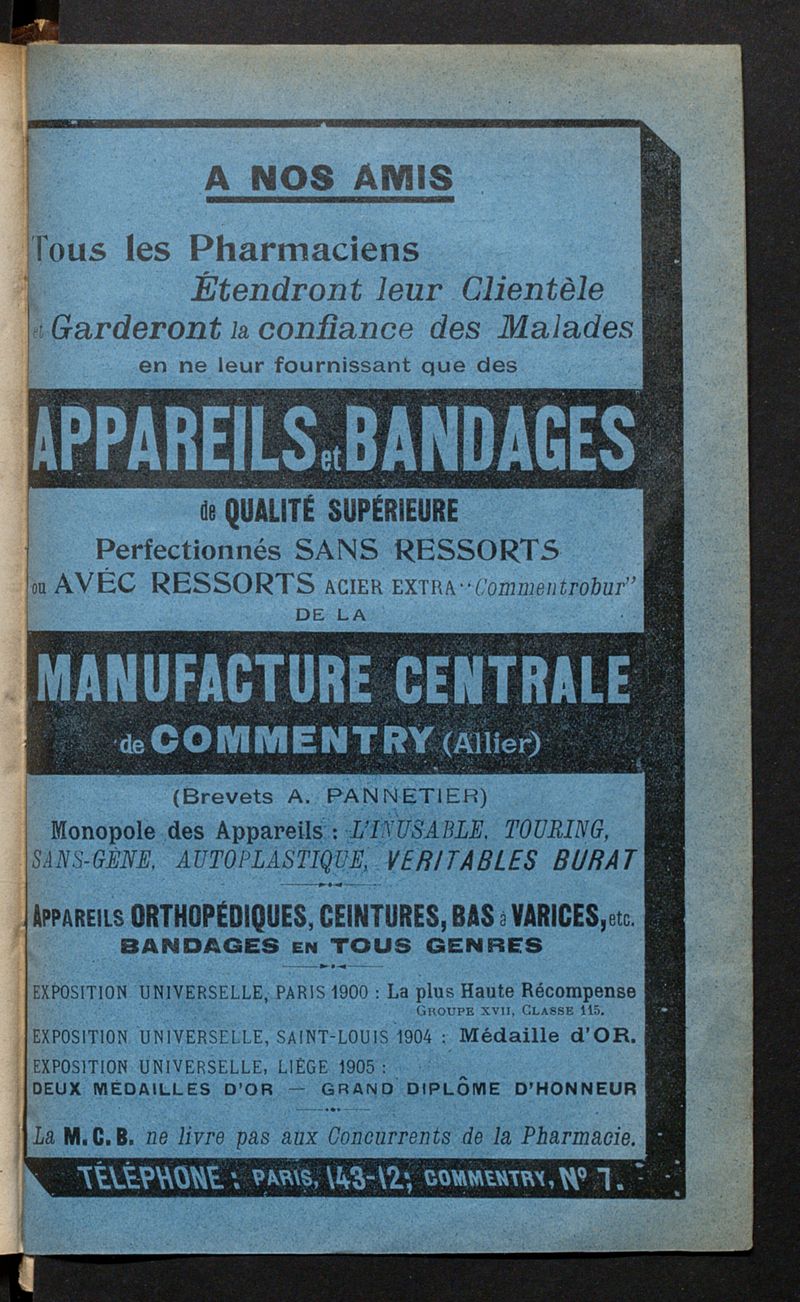 A NOS AMIS
Tous les Pharmaciens
Étendront leur Clientèle
et Garderont la confiance des Malades
en ne leur fournissant que des
APPAREILS et BANDAGES
de QUALITÉ SUPÉRIEURE
Perfectionnés SANS RESSORTS
ou AVEC RESSORTS ACIER EXTRA "Commentrobur"
DE LA
MANUFACTURE CENTRALE
de COMMENTRY (Allier)
(Brevets A. PANNETIER)
Monopole des Appareils : L'INUSABLE, TOURING,
SANS-GÊNE, AUTOPLASTIQUE, VERITABLES BURAT
APPAREILS ORTHOPÉDIQUES, CEINTURES, BAS à VARICES, etc.
BANDAGES EN TOUS GENRES
EXPOSITION UNIVERSELLE, PARIS 1900 : La plus Haute Récompense
GROUPE XVII, CLASSE 115.
EXPOSITION UNIVERSELLE, SAINT-LOUIS 1904 : Médaille d'OR.
EXPOSITION UNIVERSELLE, LIÈGE 1905 :
DEUX MÉDAILLES D'OR — GRAND DIPLÔME D'HONNEUR
La M.C.B. ne livre pas aux Concurrents de la Pharmacie.
TÉLÉPHONE : PARIS, 143-12; COMMENTRY, Nº 7.